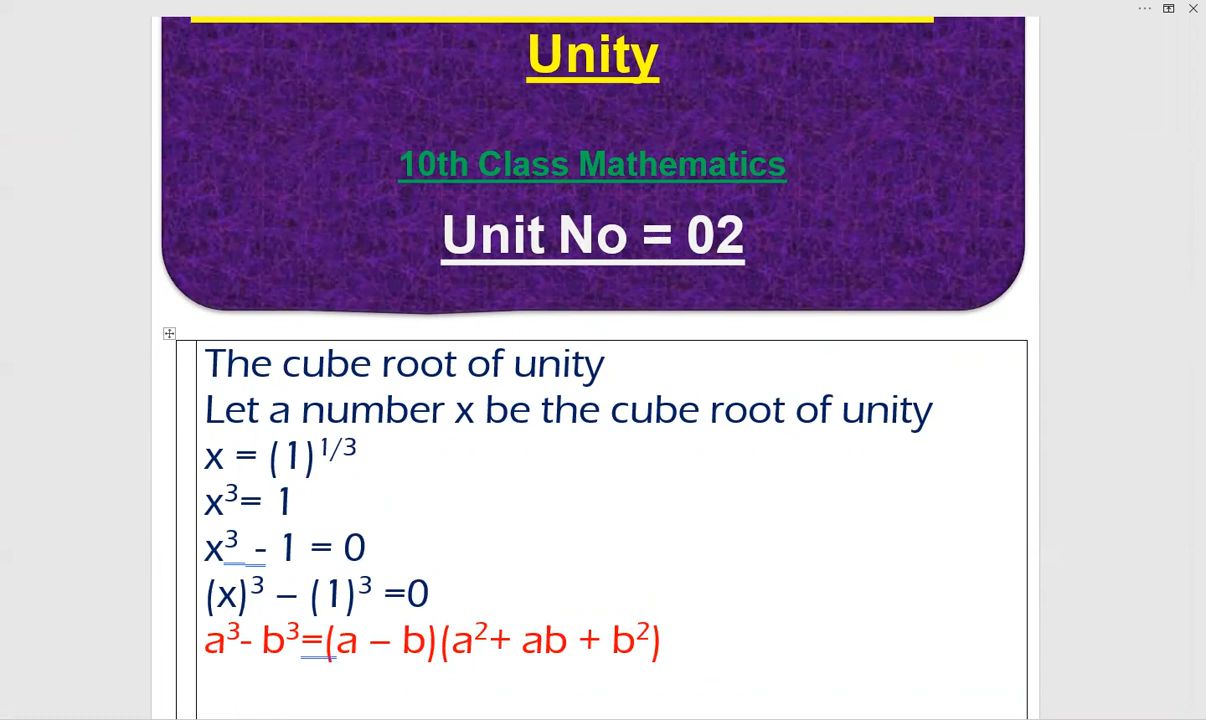 Unity
10th Class Mathematics
Unit No = 02
The cube root of unity
Let a number x be the cube root of unity
x = (1)¹/³
x³= 1
x³ - 1 = 0
(x)³ – (1)³ =0
a³- b³=(a – b)(a²+ ab + b²)